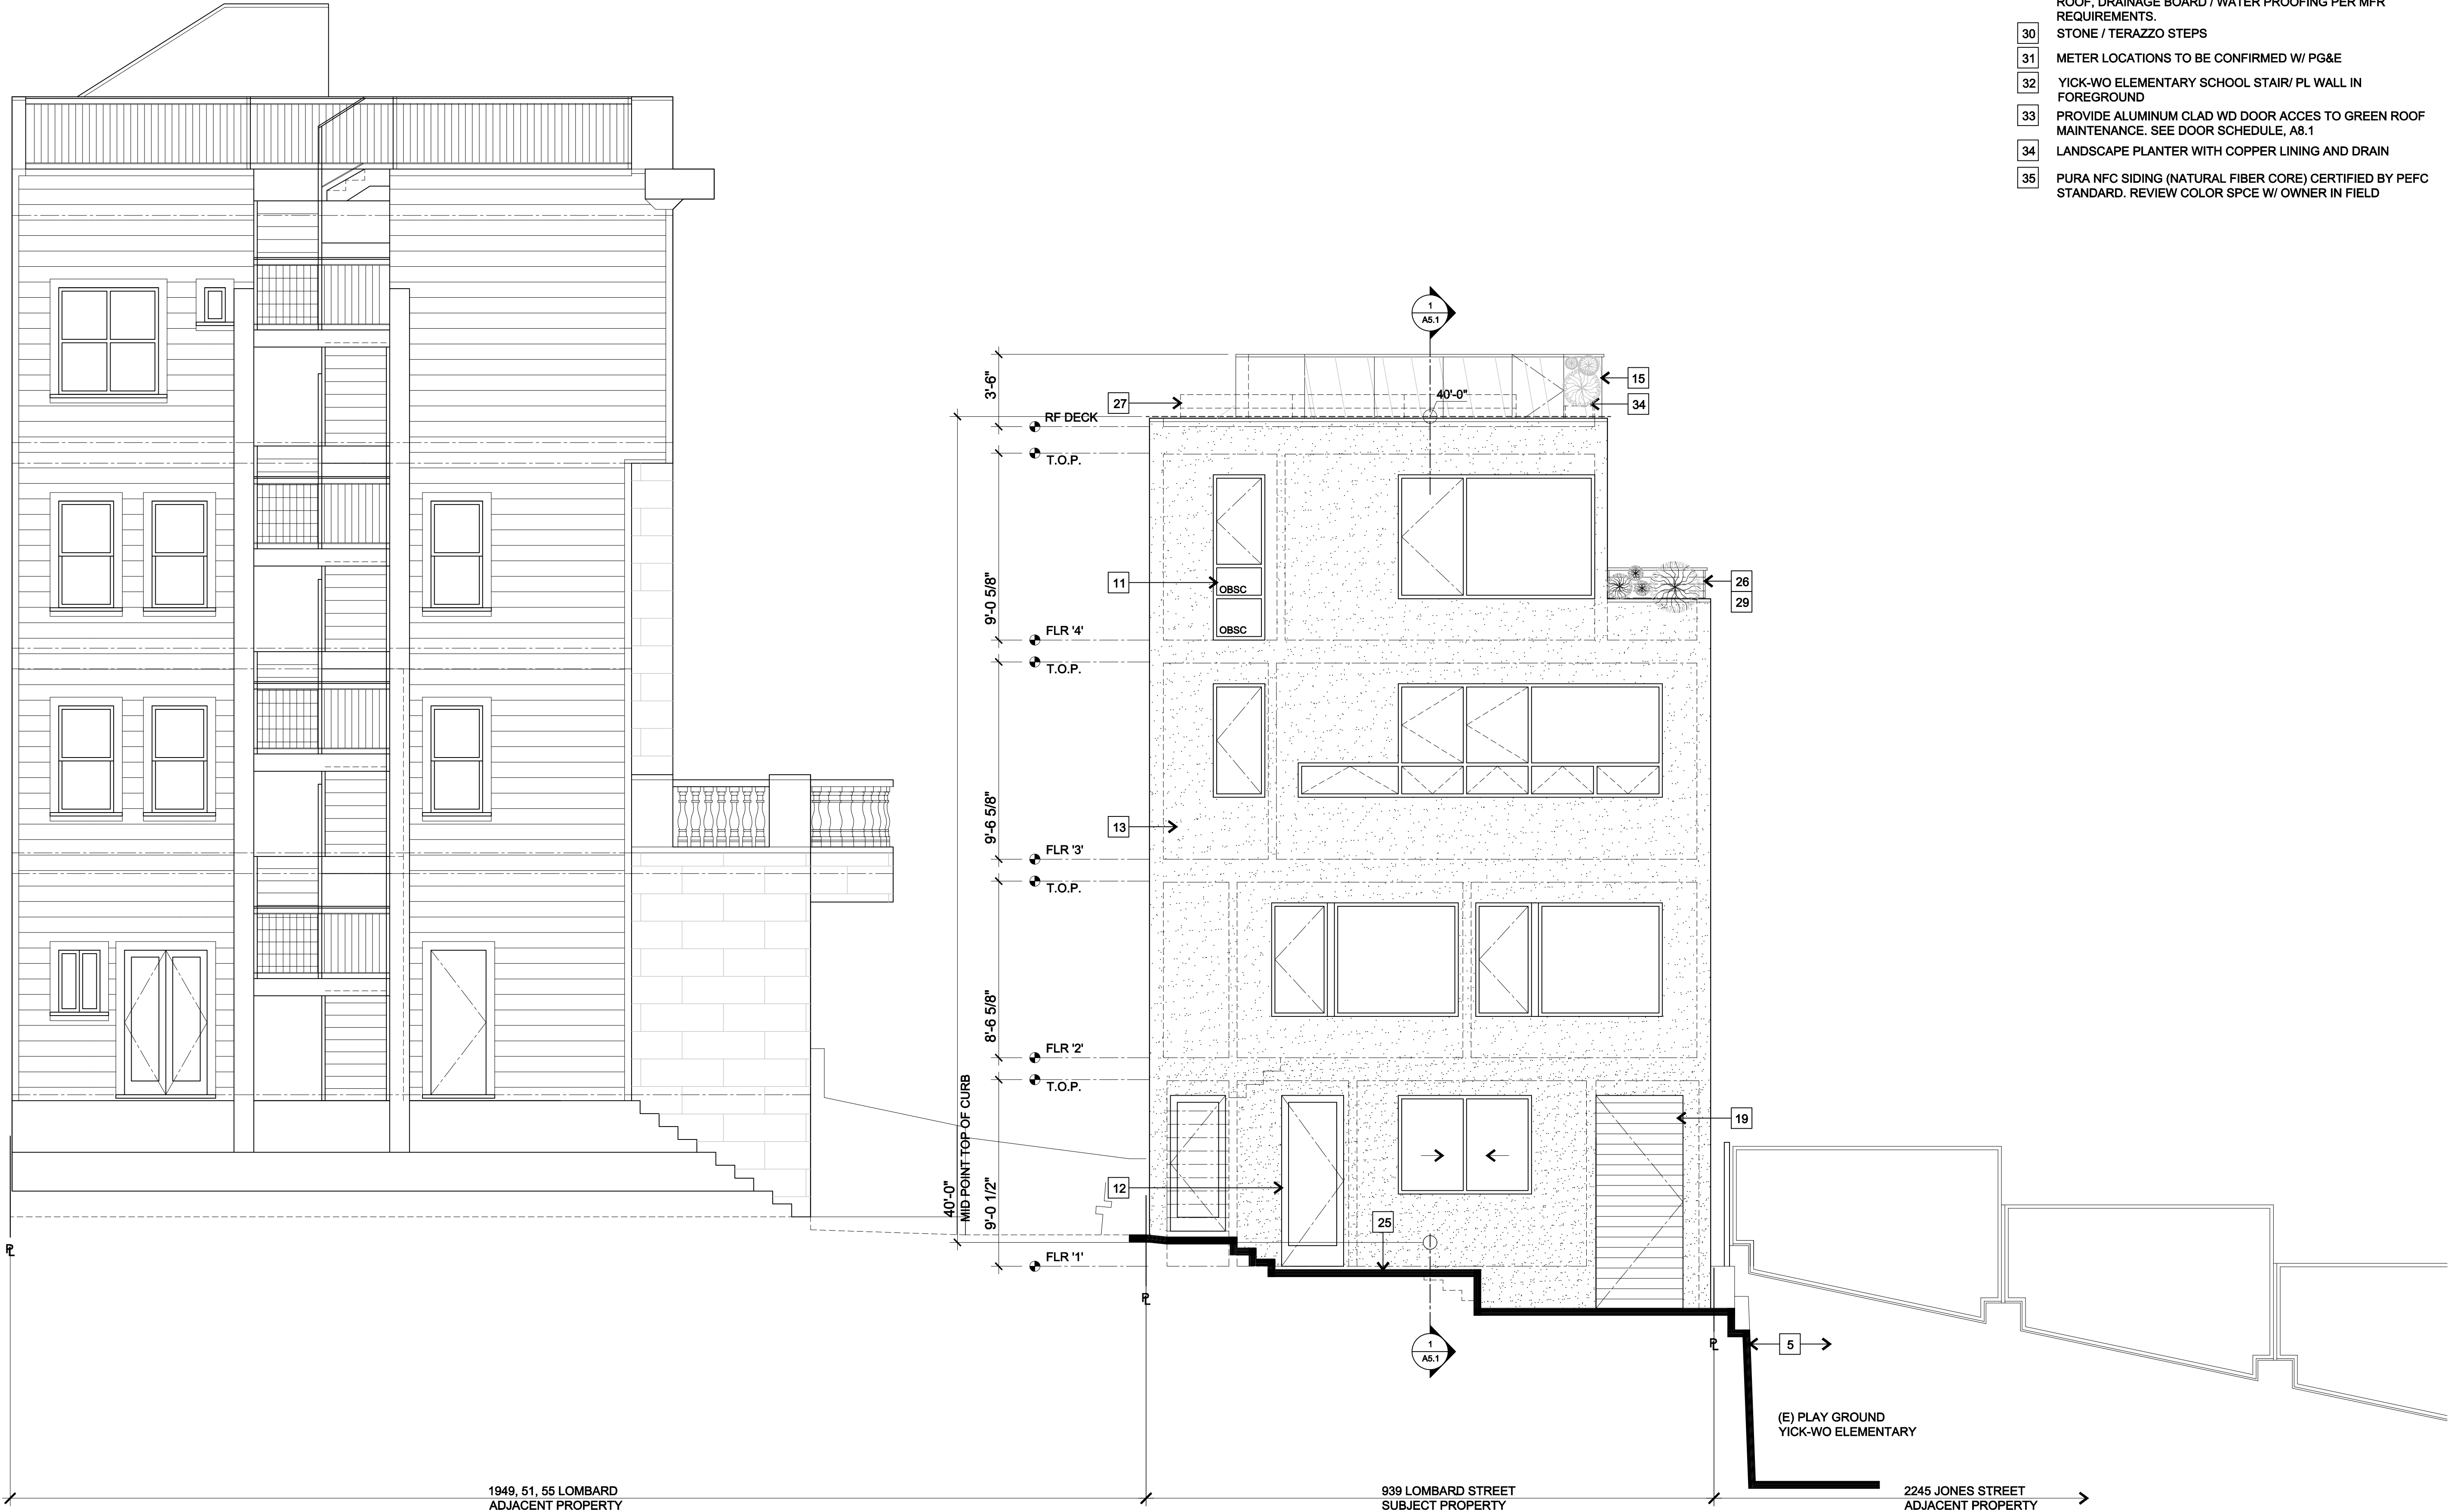 ROOF, DRAINAGE BOARD / WATER PROOFING PER MFR
REQUIREMENTS.
30 STONE / TERAZZO STEPS
31 METER LOCATIONS TO BE CONFIRMED W/ PG&E
32 YICK-WO ELEMENTARY SCHOOL STAIR/ PL WALL IN
FOREGROUND
33 PROVIDE ALUMINUM CLAD WD DOOR ACCES TO GREEN ROOF
MAINTENANCE. SEE DOOR SCHEDULE, A8.1
34 LANDSCAPE PLANTER WITH COPPER LINING AND DRAIN
35 PURA NFC SIDING (NATURAL FIBER CORE) CERTIFIED BY PEFC
STANDARD. REVIEW COLOR SPCE W/ OWNER IN FIELD
1
A5.1
3'-6"
15
27
40'-0"
34
RF DECK
T.O.P.
9'-0 5/8"
11
OBSC
OBSC
26
29
FLR '4'
T.O.P.
9'-6 5/8"
13
FLR '3'
T.O.P.
8'-6 5/8"
FLR '2'
T.O.P.
19
40'-0"
MID POINT TOP OF CURB
9'-0 1/2"
12
25
FLR '1'
PL
PL
PL
1
A5.1
5
(E) PLAY GROUND
YICK-WO ELEMENTARY
1949, 51, 55 LOMBARD
ADJACENT PROPERTY
939 LOMBARD STREET
SUBJECT PROPERTY
2245 JONES STREET
ADJACENT PROPERTY